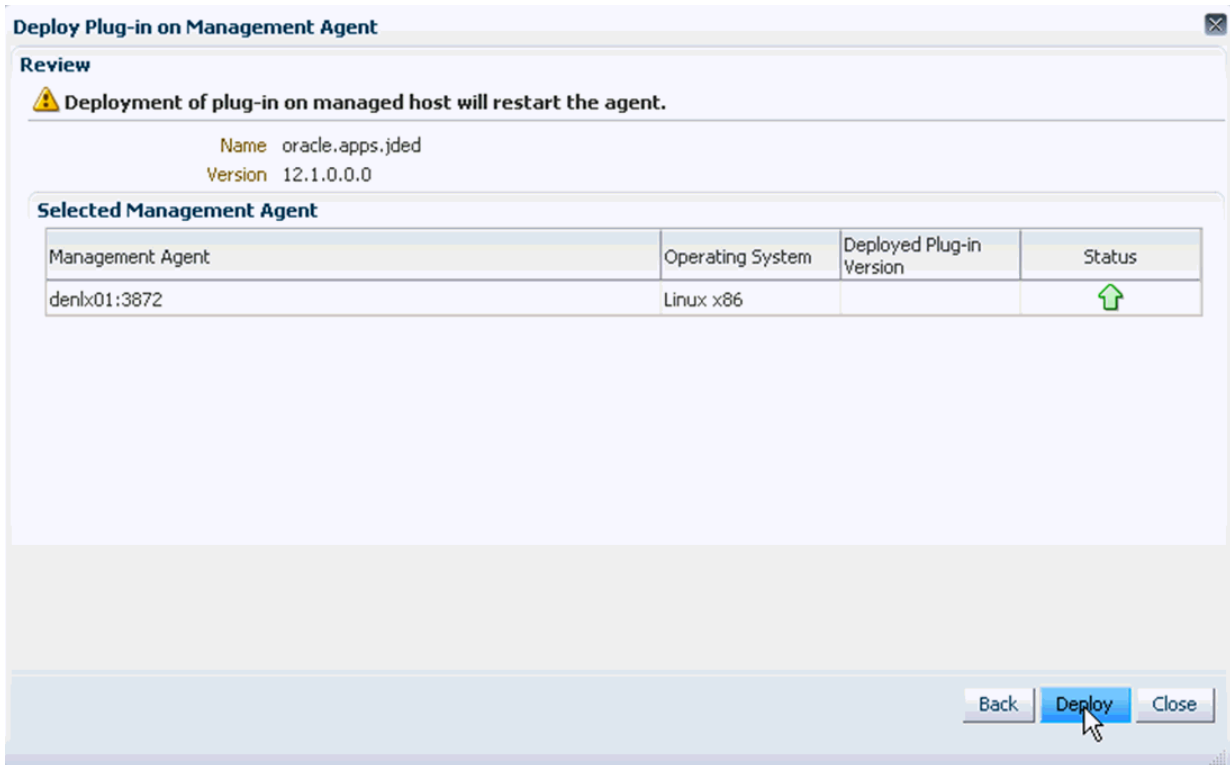 Deploy Plug-in on Management Agent
Review
Deployment of plug-in on managed host will restart the agent.
Name oracle.apps.jded
Version 12.1.0.0.0
Selected Management Agent
Management Agent Operating System Deployed Plug-in Version Status
denlx01:3872 Linux x86
Back Deploy Close